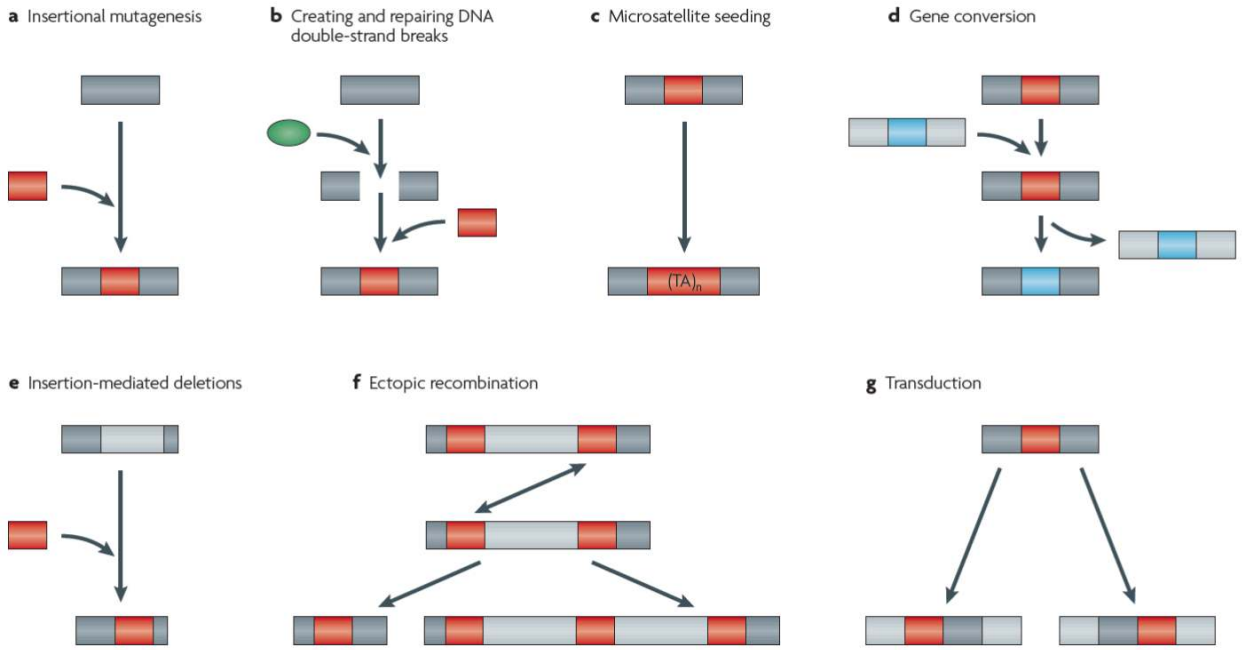 a Insertional mutagenesis
b Creating and repairing DNA
double-strand breaks
c Microsatellite seeding
d Gene conversion
(TA)n
e Insertion-mediated deletions
f Ectopic recombination
g Transduction